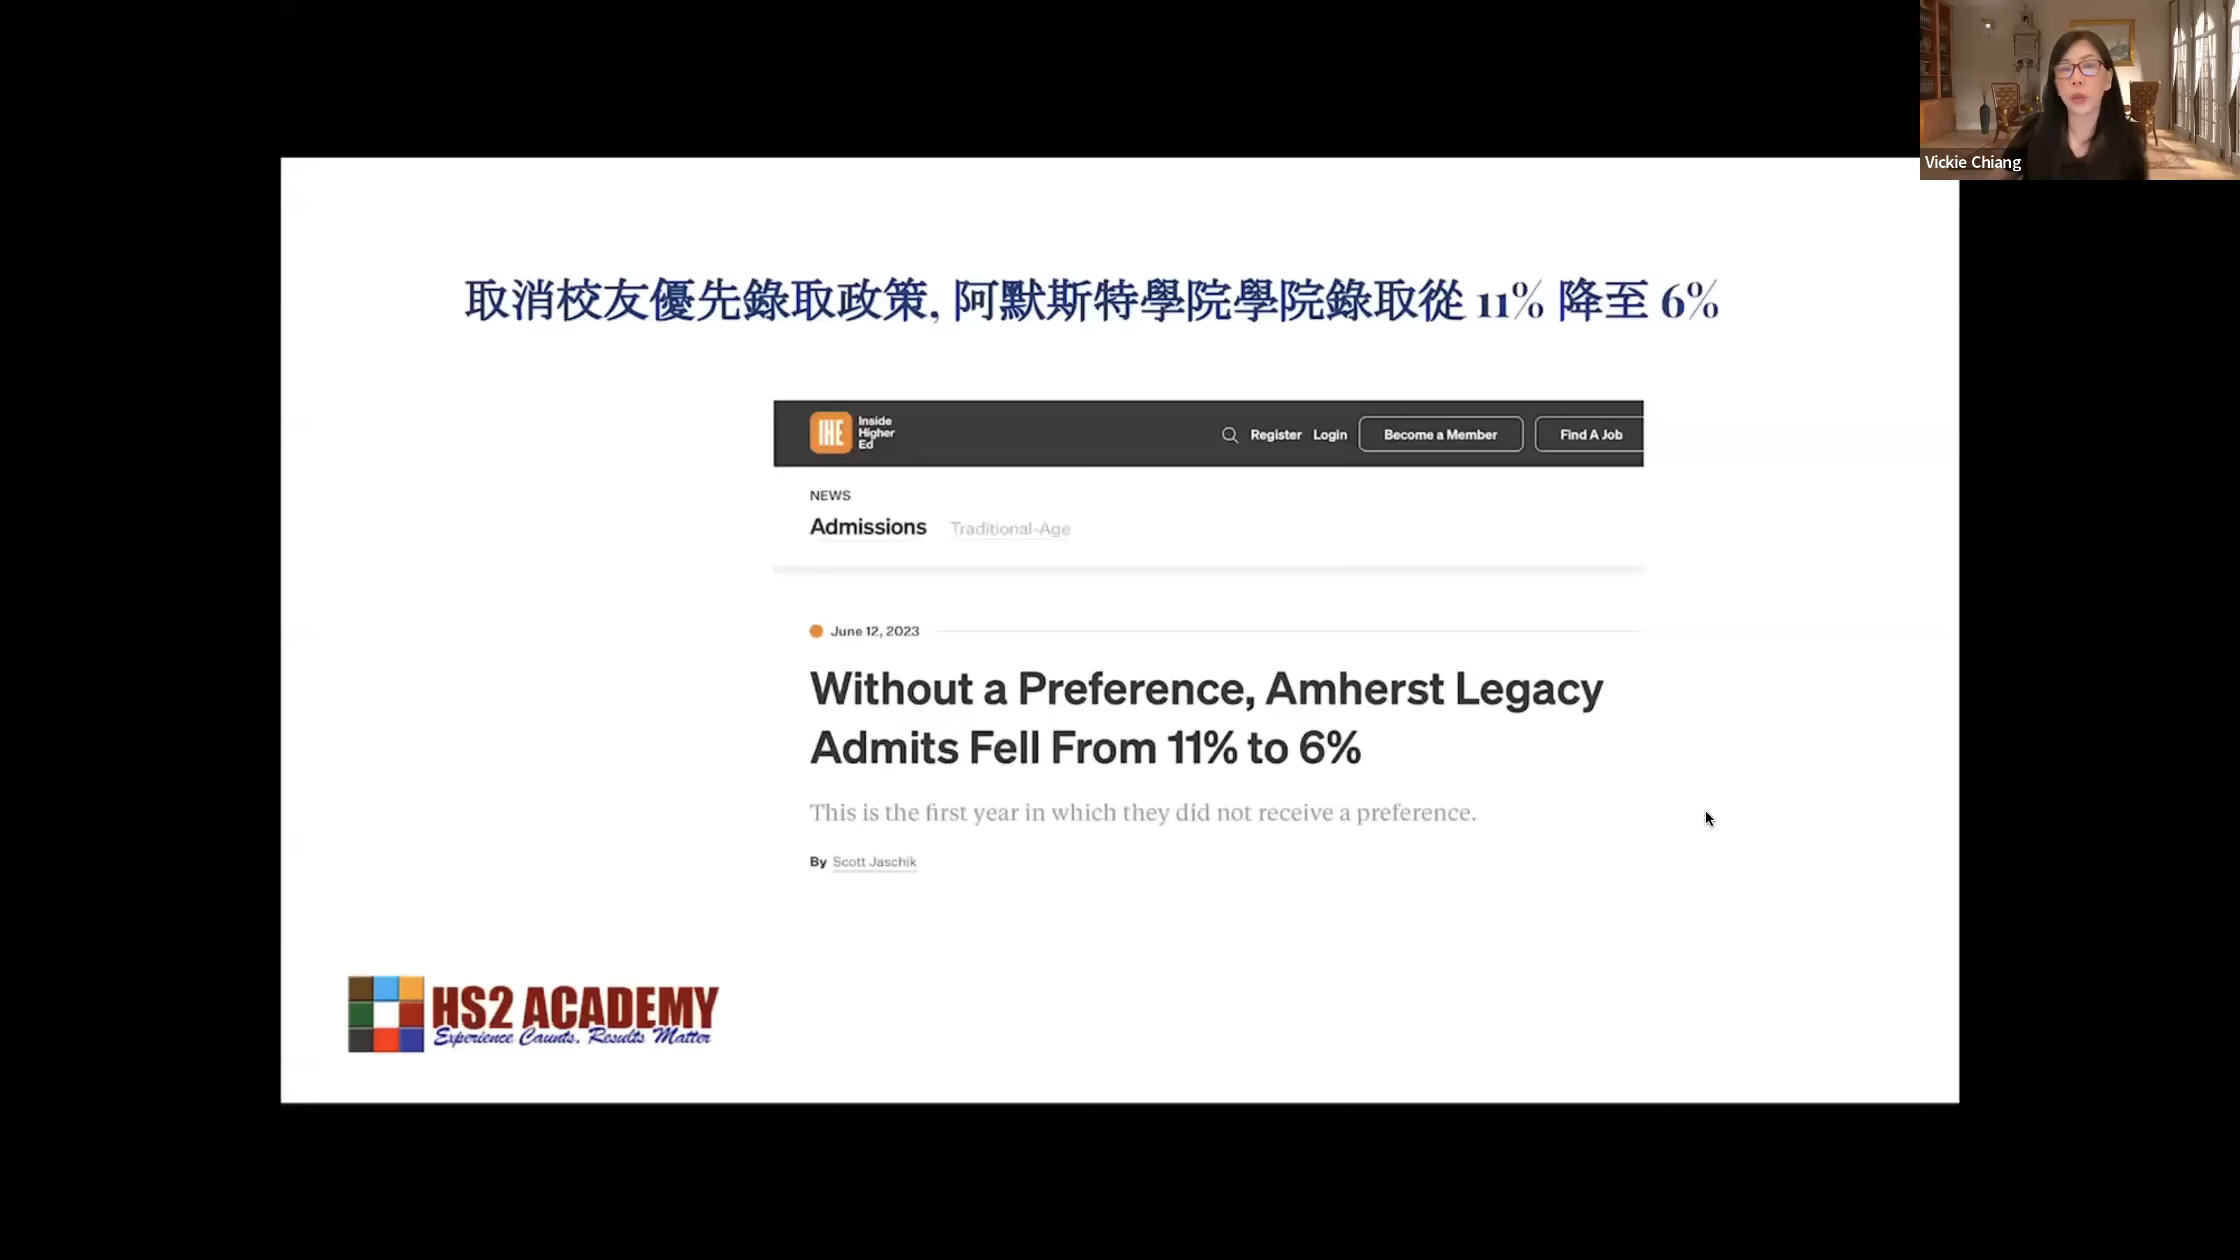 Vickie Chiang
取消校友優先錄取政策, 阿默斯特學院學院錄取從 11% 降至 6%
IHE
Inside
Higher
Ed
Register Login Become a Member Find A Job
NEWS
Admissions Traditional-Age
June 12, 2023
Without a Preference, Amherst Legacy
Admits Fell From 11% to 6%
This is the first year in which they did not receive a preference.
By Scott Jaschik
HS2 ACADEMY
Experience Counts, Results Matter